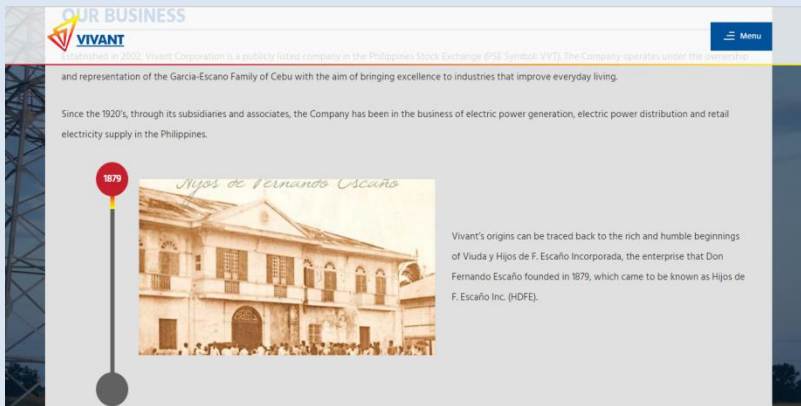 OUR BUSINESS
VIVANT
Menu
Established in 2002, Vivant Corporation is a publicly listed company in the Philippines Stock Exchange (PSE Symbol: VVT). The Company operates under the ownership
and representation of the Garcia-Escano Family of Cebu with the aim of bringing excellence to industries that improve everyday living.
Since the 1920's, through its subsidiaries and associates, the Company has been in the business of electric power generation, electric power distribution and retail
electricity supply in the Philippines.
1879
Hijos de Fernando Escaño
Vivant's origins can be traced back to the rich and humble beginnings
of Viuda y Hijos de F. Escaño Incorporada, the enterprise that Don
Fernando Escaño founded in 1879, which came to be known as Hijos de
F. Escaño Inc. (HDFE).